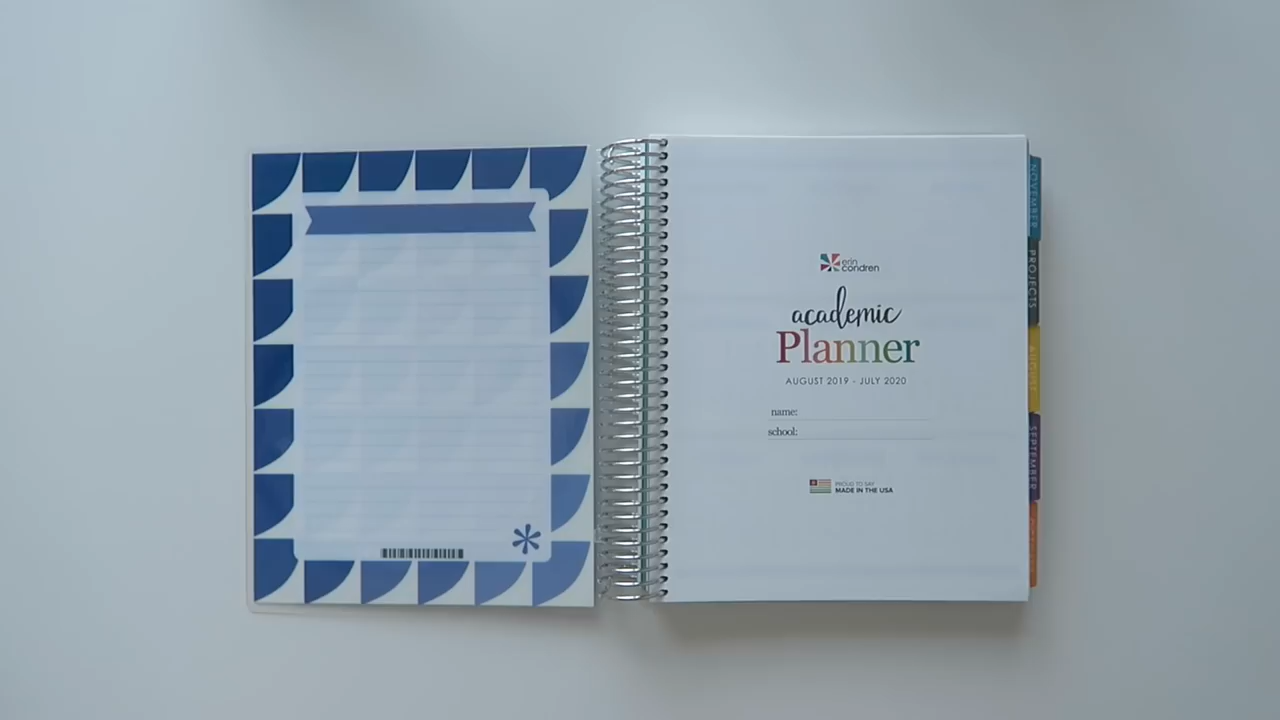 erin
condren
academic
Planner
AUGUST 2019 - JULY 2020
name:
school:
PROUD TO SAY
MADE IN THE USA
NOVEMBER
PROJECTS
AUGUST
SEPTEMBER